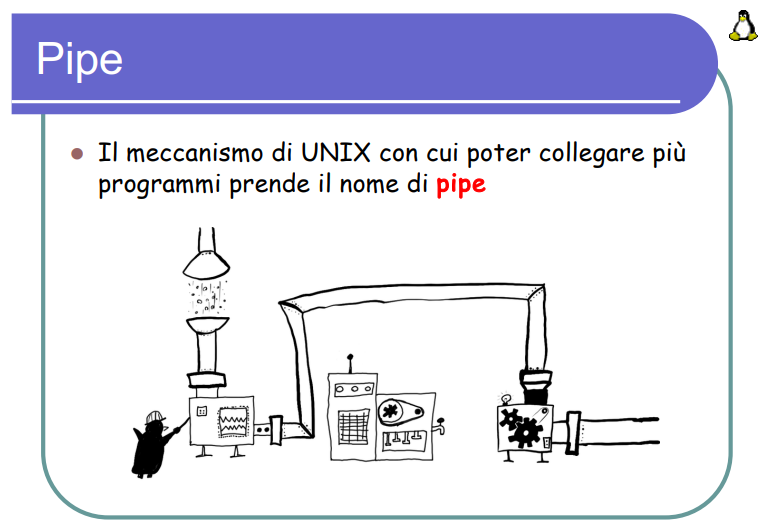 Pipe
Il meccanismo di UNIX con cui poter collegare più
programmi prende il nome di pipe